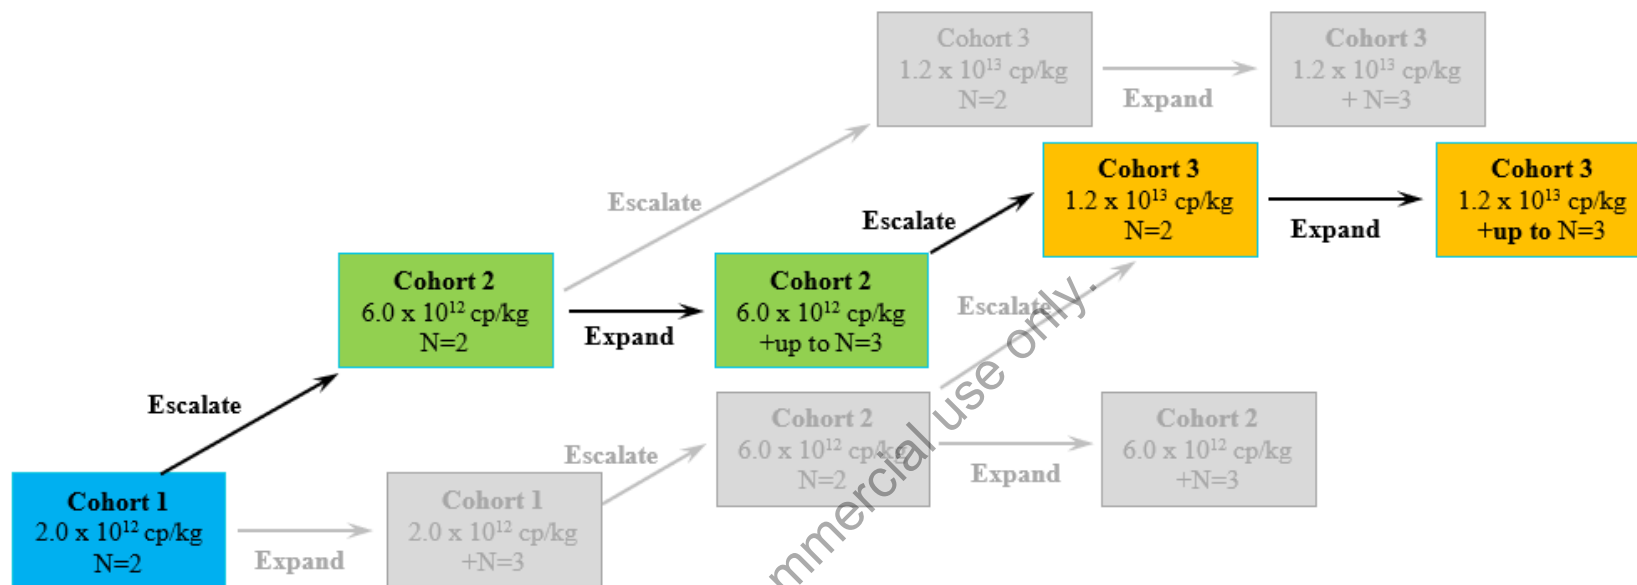 Cohort 3
1.2 x 10¹³ cp/kg
N=2
Expand
Cohort 3
1.2 x 10¹³ cp/kg
+ N=3
Escalate
Cohort 3
1.2 x 10¹³ cp/kg
N=2
Expand
Cohort 3
1.2 x 10¹³ cp/kg
+up to N=3
Escalate
Cohort 2
6.0 x 10¹² cp/kg
N=2
Expand
Cohort 2
6.0 x 10¹² cp/kg
+up to N=3
Escalate
Escalate
Cohort 2
6.0 x 10¹² cp/kg
N=2
Expand
Cohort 2
6.0 x 10¹² cp/kg
+N=3
Escalate
Cohort 1
2.0 x 10¹² cp/kg
N=2
Expand
Cohort 1
2.0 x 10¹² cp/kg
+N=3
mmercial use only.